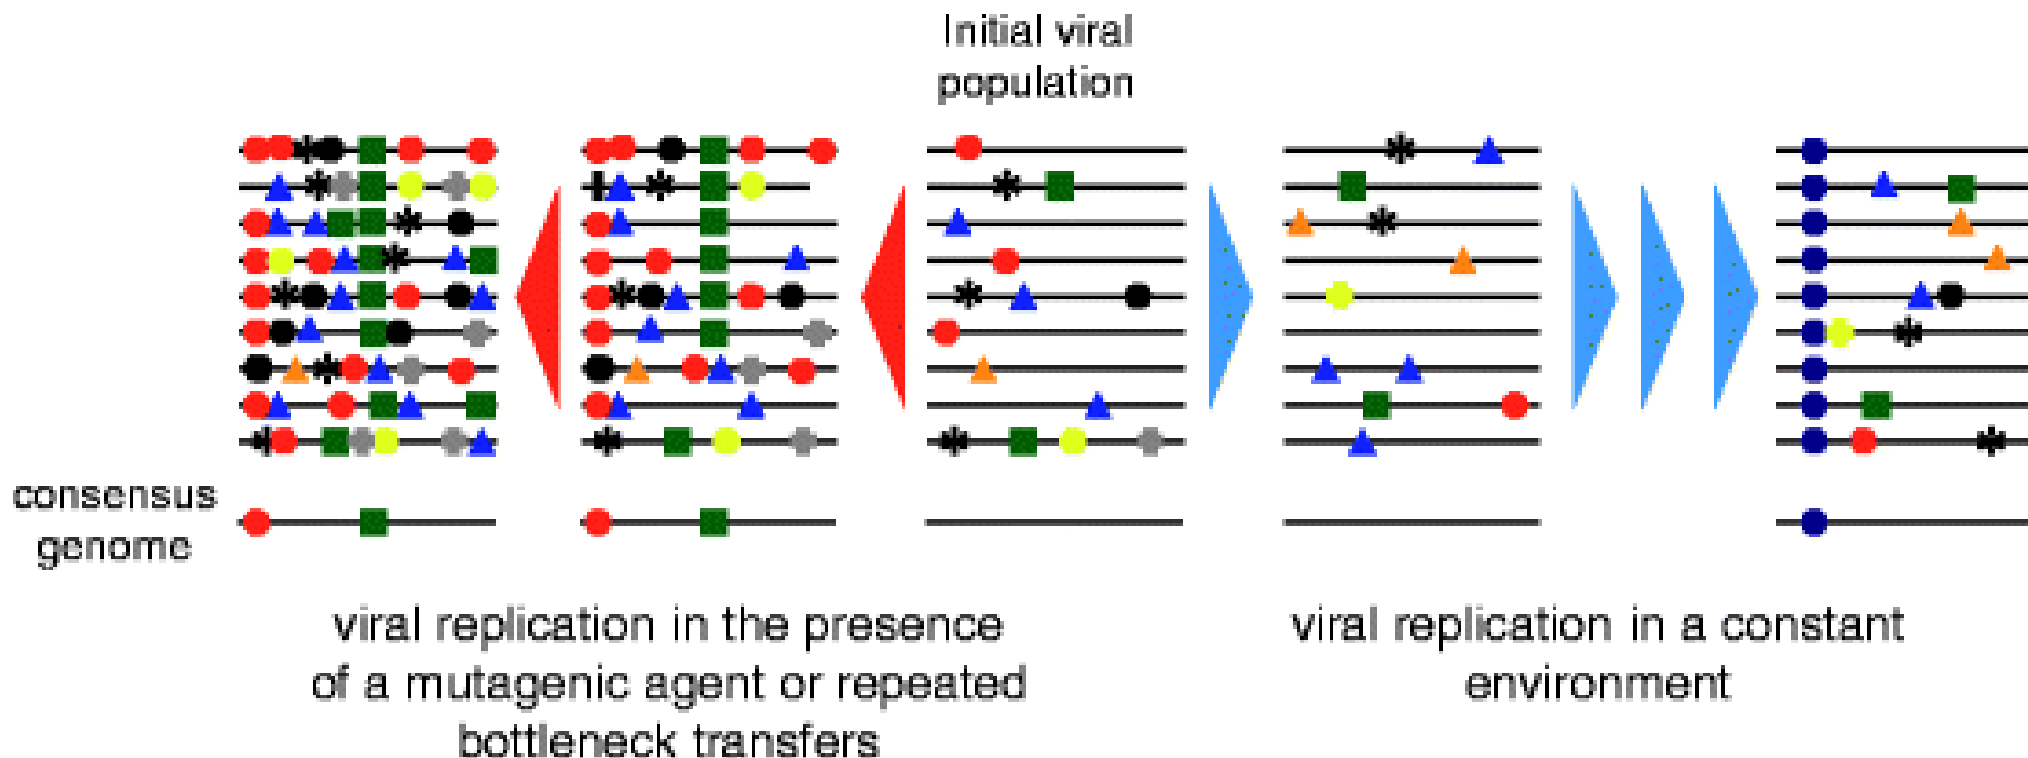 Initial viral
population
consensus
genome
viral replication in the presence
of a mutagenic agent or repeated
bottleneck transfers
viral replication in a constant
environment